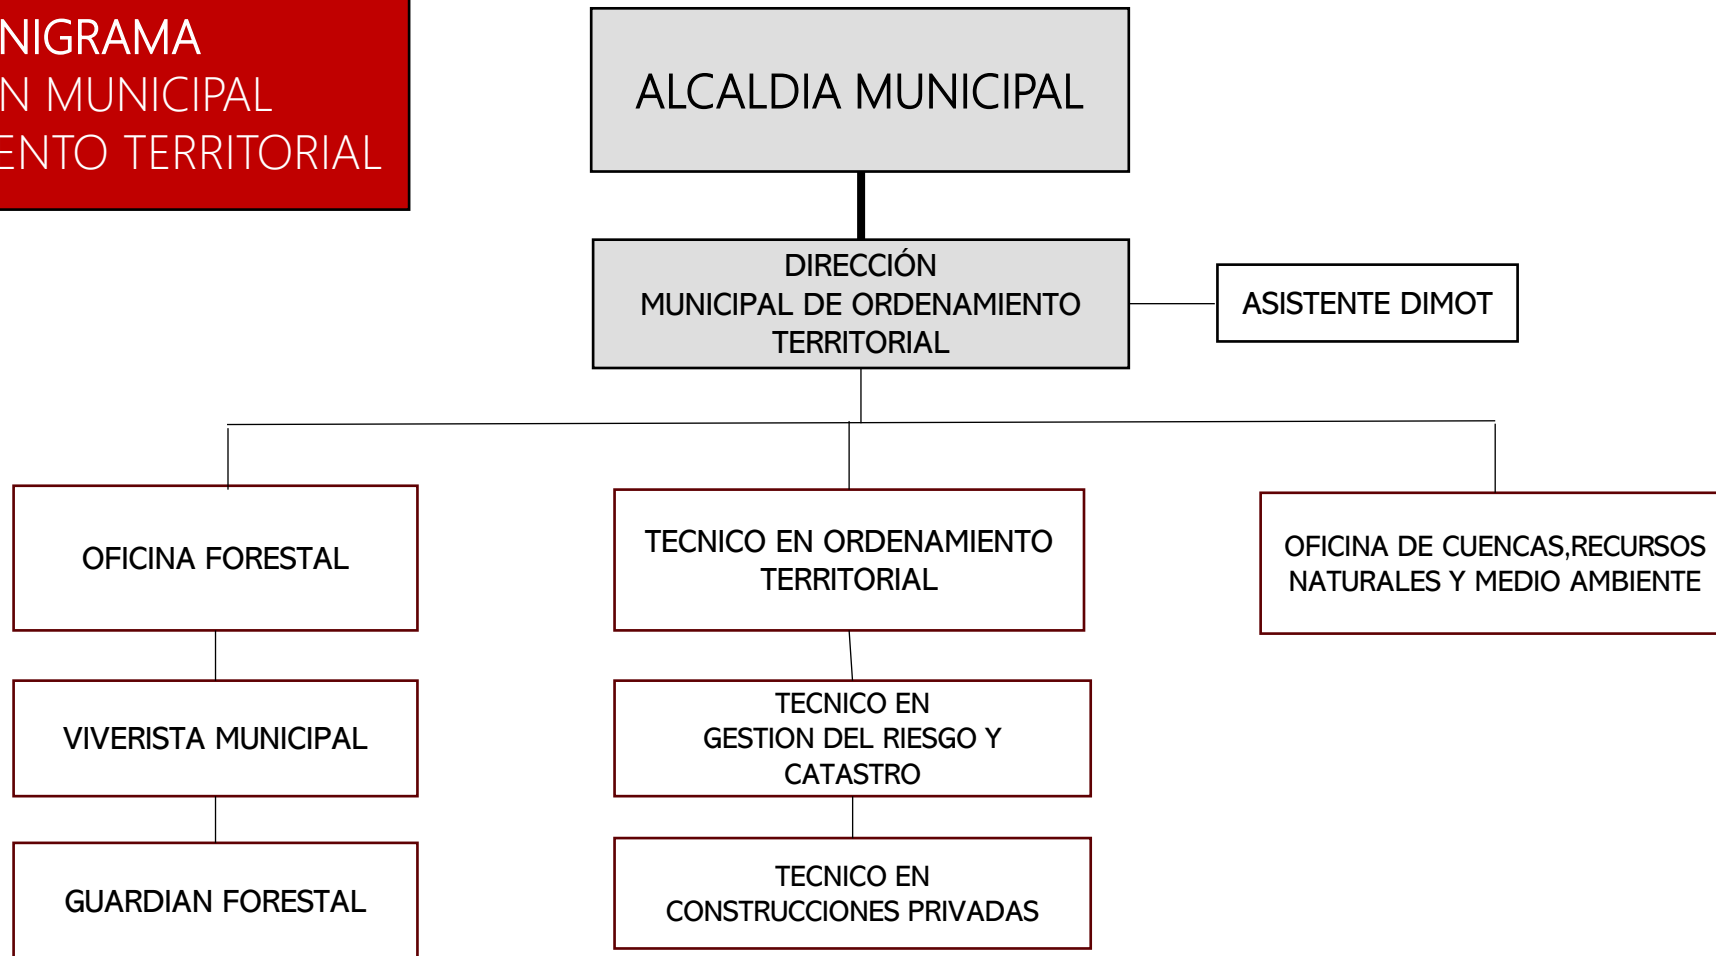 NIGRAMA
N MUNICIPAL
ENTO TERRITORIAL
ALCALDIA MUNICIPAL
DIRECCIÓN
MUNICIPAL DE ORDENAMIENTO
TERRITORIAL
ASISTENTE DIMOT
OFICINA FORESTAL
TECNICO EN ORDENAMIENTO
TERRITORIAL
OFICINA DE CUENCAS,RECURSOS
NATURALES Y MEDIO AMBIENTE
VIVERISTA MUNICIPAL
TECNICO EN
GESTION DEL RIESGO Y
CATASTRO
GUARDIAN FORESTAL
TECNICO EN
CONSTRUCCIONES PRIVADAS